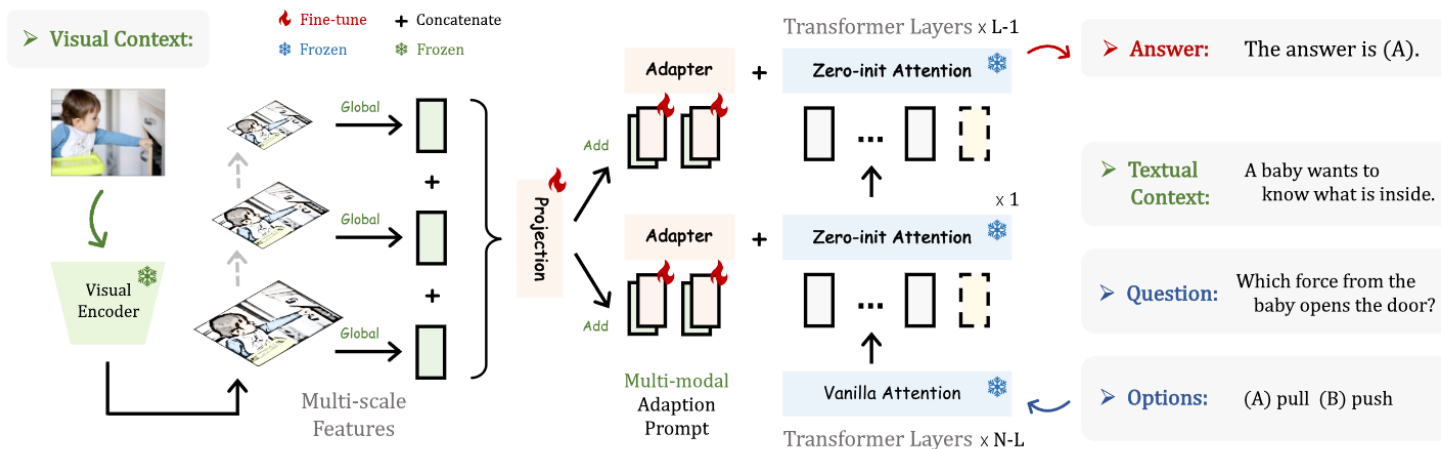 ➢ Visual Context:
Fine-tune
+ Concatenate
Frozen
Frozen
Visual
Encoder
Global
Global
Global
+
+
Multi-scale
Features
Projection
Add
Add
Transformer Layers x L-1
Adapter
+
Zero-init Attention
...
x 1
Adapter
+
Zero-init Attention
...
Multi-modal
Adaption
Prompt
Vanilla Attention
Transformer Layers x N-L
➢ Answer: The answer is (A).
➢ Textual
Context:
A baby wants to
know what is inside.
➢ Question:
Which force from the
baby opens the door?
➢ Options: (A) pull (B) push